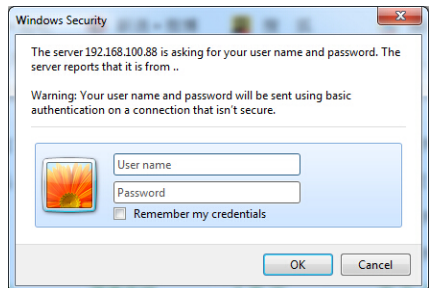 Windows Security
The server 192.168.100.88 is asking for your user name and password. The
server reports that it is from ..
Warning: Your user name and password will be sent using basic
authentication on a connection that isn't secure.
User name
Password
Remember my credentials
OK
Cancel